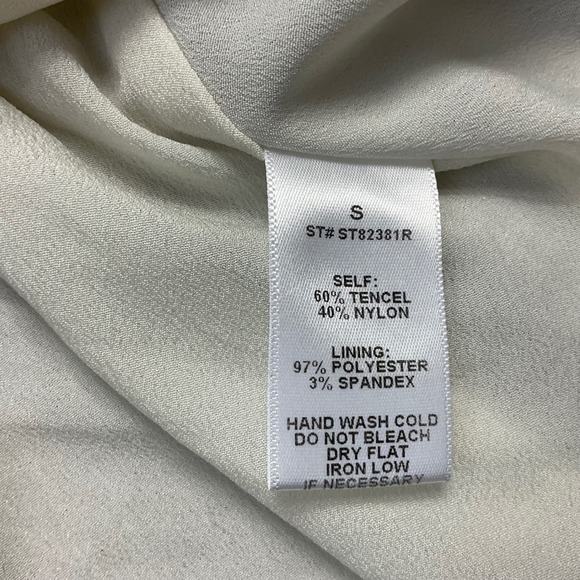 S
ST# ST82381R
SELF:
60% TENCEL
40% NYLON
LINING:
97% POLYESTER
3% SPANDEX
HAND WASH COLD
DO NOT BLEACH
DRY FLAT
IRON LOW
IF NECESSARY